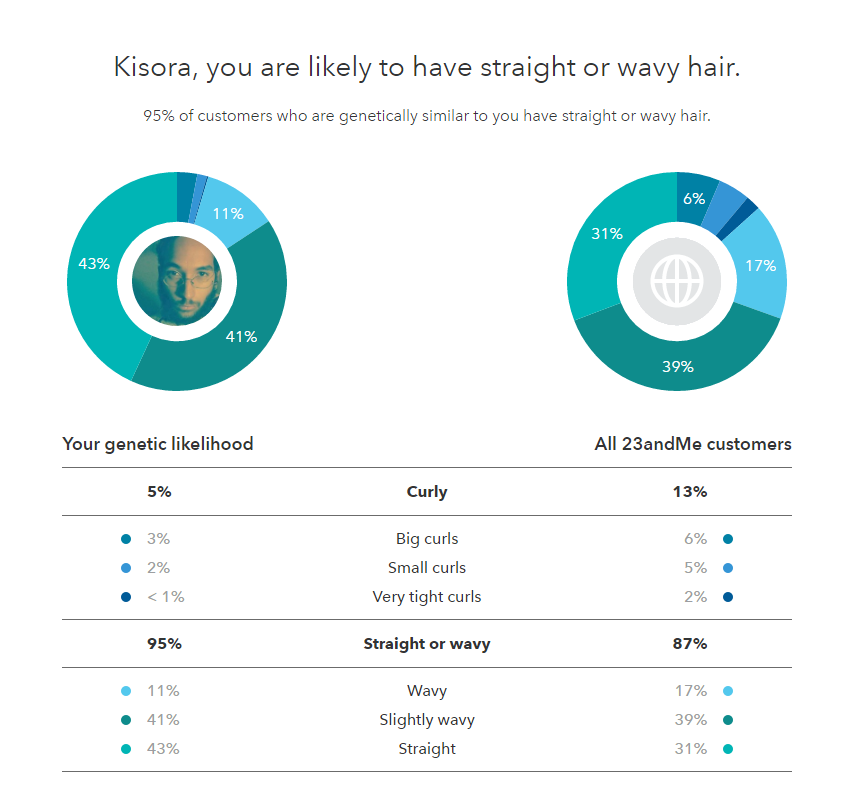 Kisora, you are likely to have straight or wavy hair.
95% of customers who are genetically similar to you have straight or wavy hair.
11%
43%
41%
6%
31%
17%
39%
Your genetic likelihood
All 23andMe customers
5% Curly 13%
3% Big curls 6%
2% Small curls 5%
< 1% Very tight curls 2%
95% Straight or wavy 87%
11% Wavy 17%
41% Slightly wavy 39%
43% Straight 31%